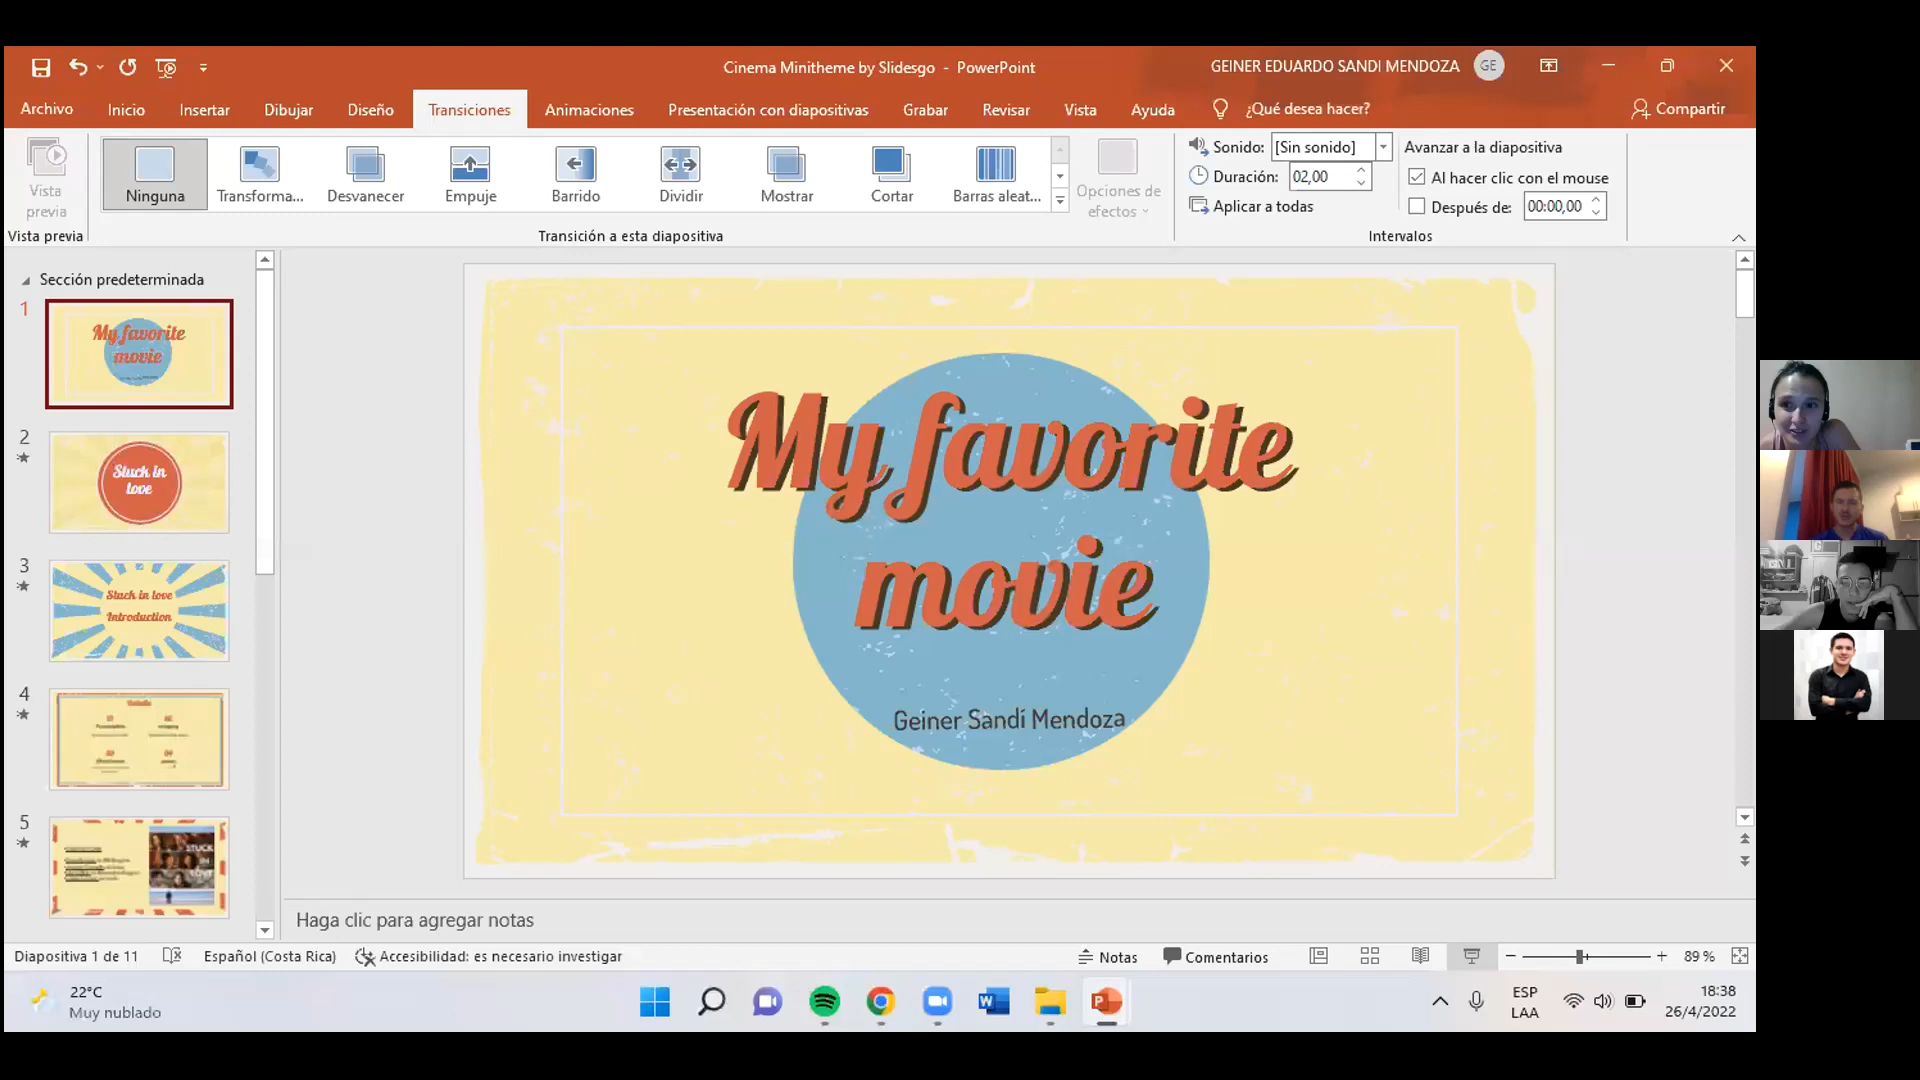 Cinema Minitheme by Slidesgo - PowerPoint
GEINER EDUARDO SANDI MENDOZA
GE
Archivo
Inicio
Insertar
Dibujar
Diseño
Transiciones
Animaciones
Presentación con diapositivas
Grabar
Revisar
Vista
Ayuda
¿Qué desea hacer?
Compartir
Vista previa
Ninguna
Transforma...
Desvanecer
Empuje
Barrido
Dividir
Mostrar
Cortar
Barras aleat...
Opciones de efectos
Sonido: [Sin sonido]
Duración: 02,00
Aplicar a todas
Avanzar a la diapositiva
Al hacer clic con el mouse
Después de: 00:00,00
Vista previa
Transición a esta diapositiva
Intervalos
Sección predeterminada
1
My favorite
movie
2
Stuck in
love
3
Stuck in love
Introduction
4
5
STUCK
IN
LOVE
My favorite
movie
Geiner Sandí Mendoza
Haga clic para agregar notas
Diapositiva 1 de 11
Español (Costa Rica)
Accesibilidad: es necesario investigar
Notas
Comentarios
89 %
22°C
Muy nublado
ESP
LAA
18:38
26/4/2022